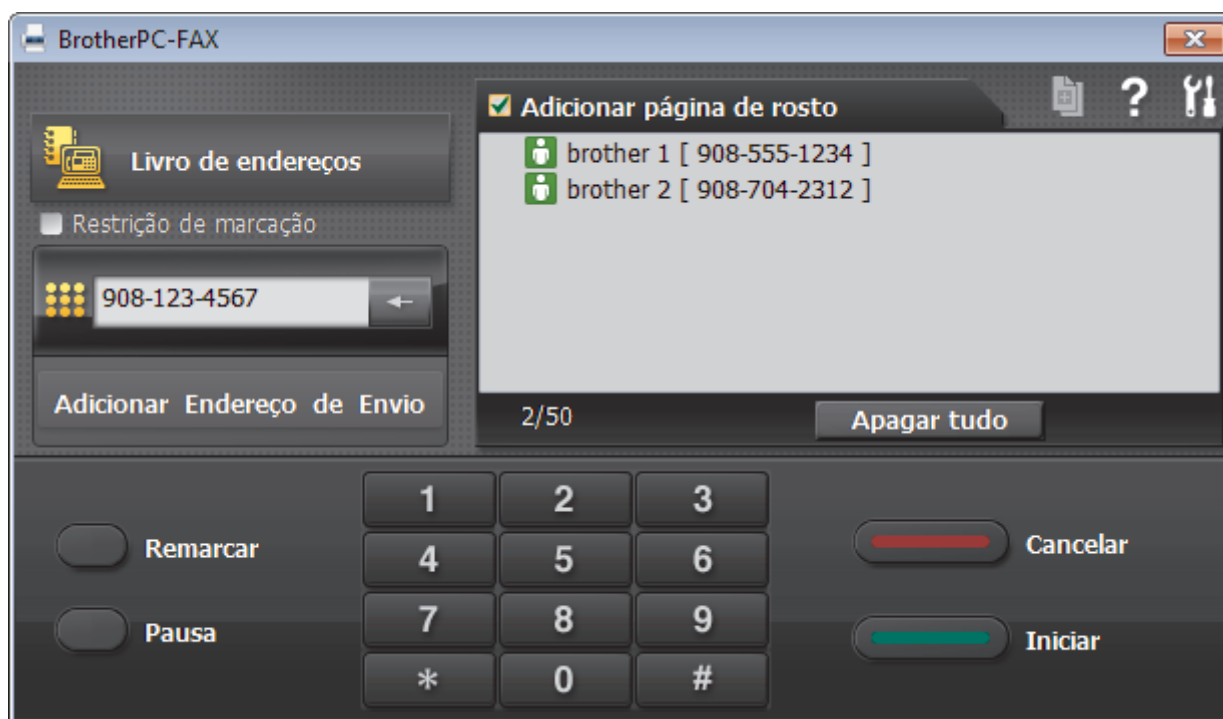 BrotherPC-FAX
Livro de endereços
Restrição de marcação
908-123-4567
Adicionar Endereço de Envio
Adicionar página de rosto
?
brother 1 [ 908-555-1234 ]
brother 2 [ 908-704-2312 ]
2/50
Apagar tudo
Remarcar
Pausa
1 2 3
4 5 6
7 8 9
* 0 #
Cancelar
Iniciar